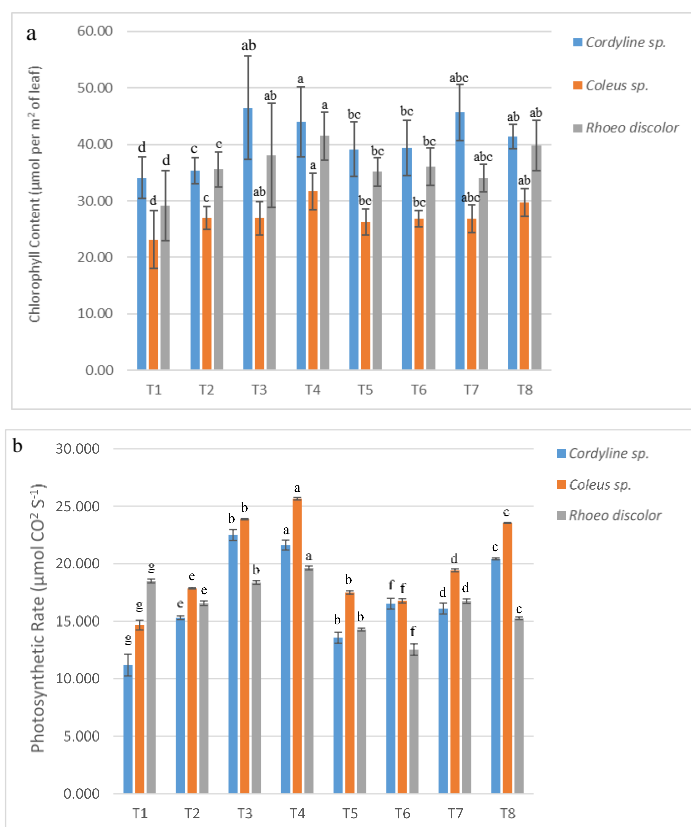 a
60.00
50.00
40.00
30.00
20.00
10.00
0.00
Chlorophyll Content (µmol per m² of leaf)
d d d
c c c
ab ab ab
a a a
bc bc bc
bc bc bc
abc abc abc
ab ab ab
T1 T2 T3 T4 T5 T6 T7 T8
Cordyline sp.
Coleus sp.
Rhoeo discolor
b
30.000
25.000
20.000
15.000
10.000
5.000
0.000
Photosynthetic Rate (µmol CO² S⁻¹)
g g g
e e e
b b b
a a a
b b b
f f f
d d d
c c c
T1 T2 T3 T4 T5 T6 T7 T8
Cordyline sp.
Coleus sp.
Rhoeo discolor